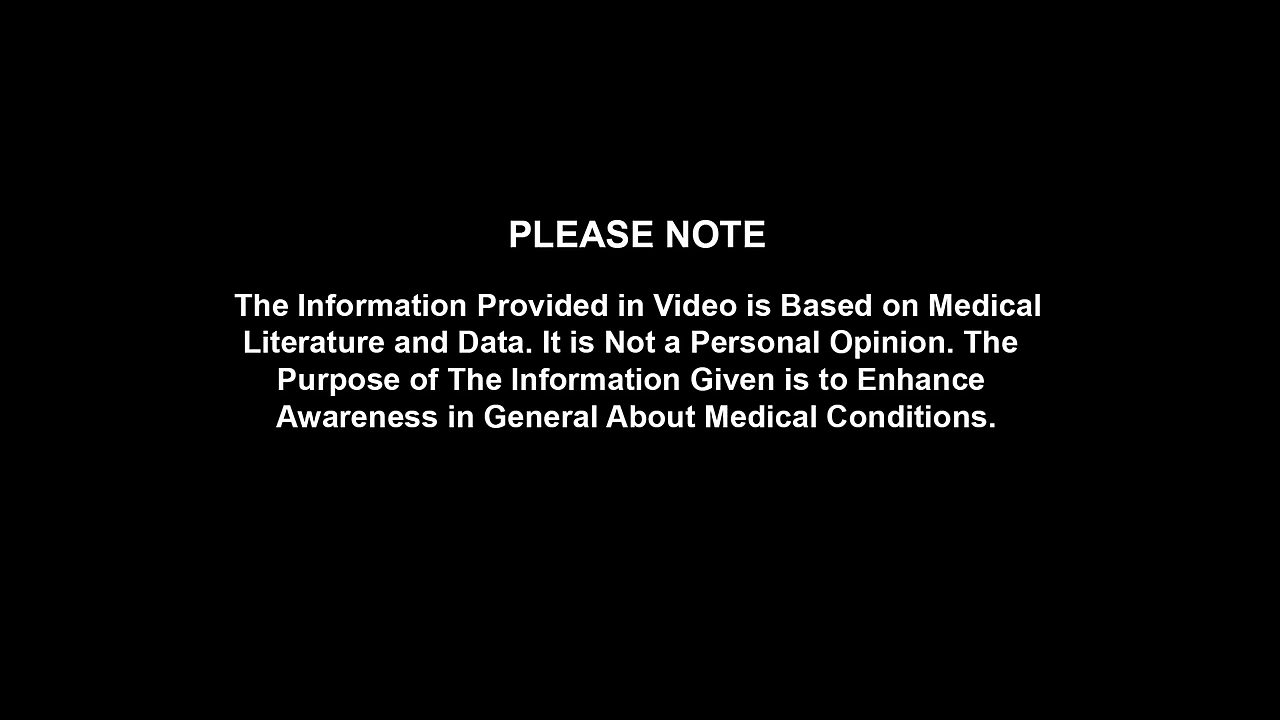 PLEASE NOTE
The Information Provided in Video is Based on Medical
Literature and Data. It is Not a Personal Opinion. The
Purpose of The Information Given is to Enhance
Awareness in General About Medical Conditions.